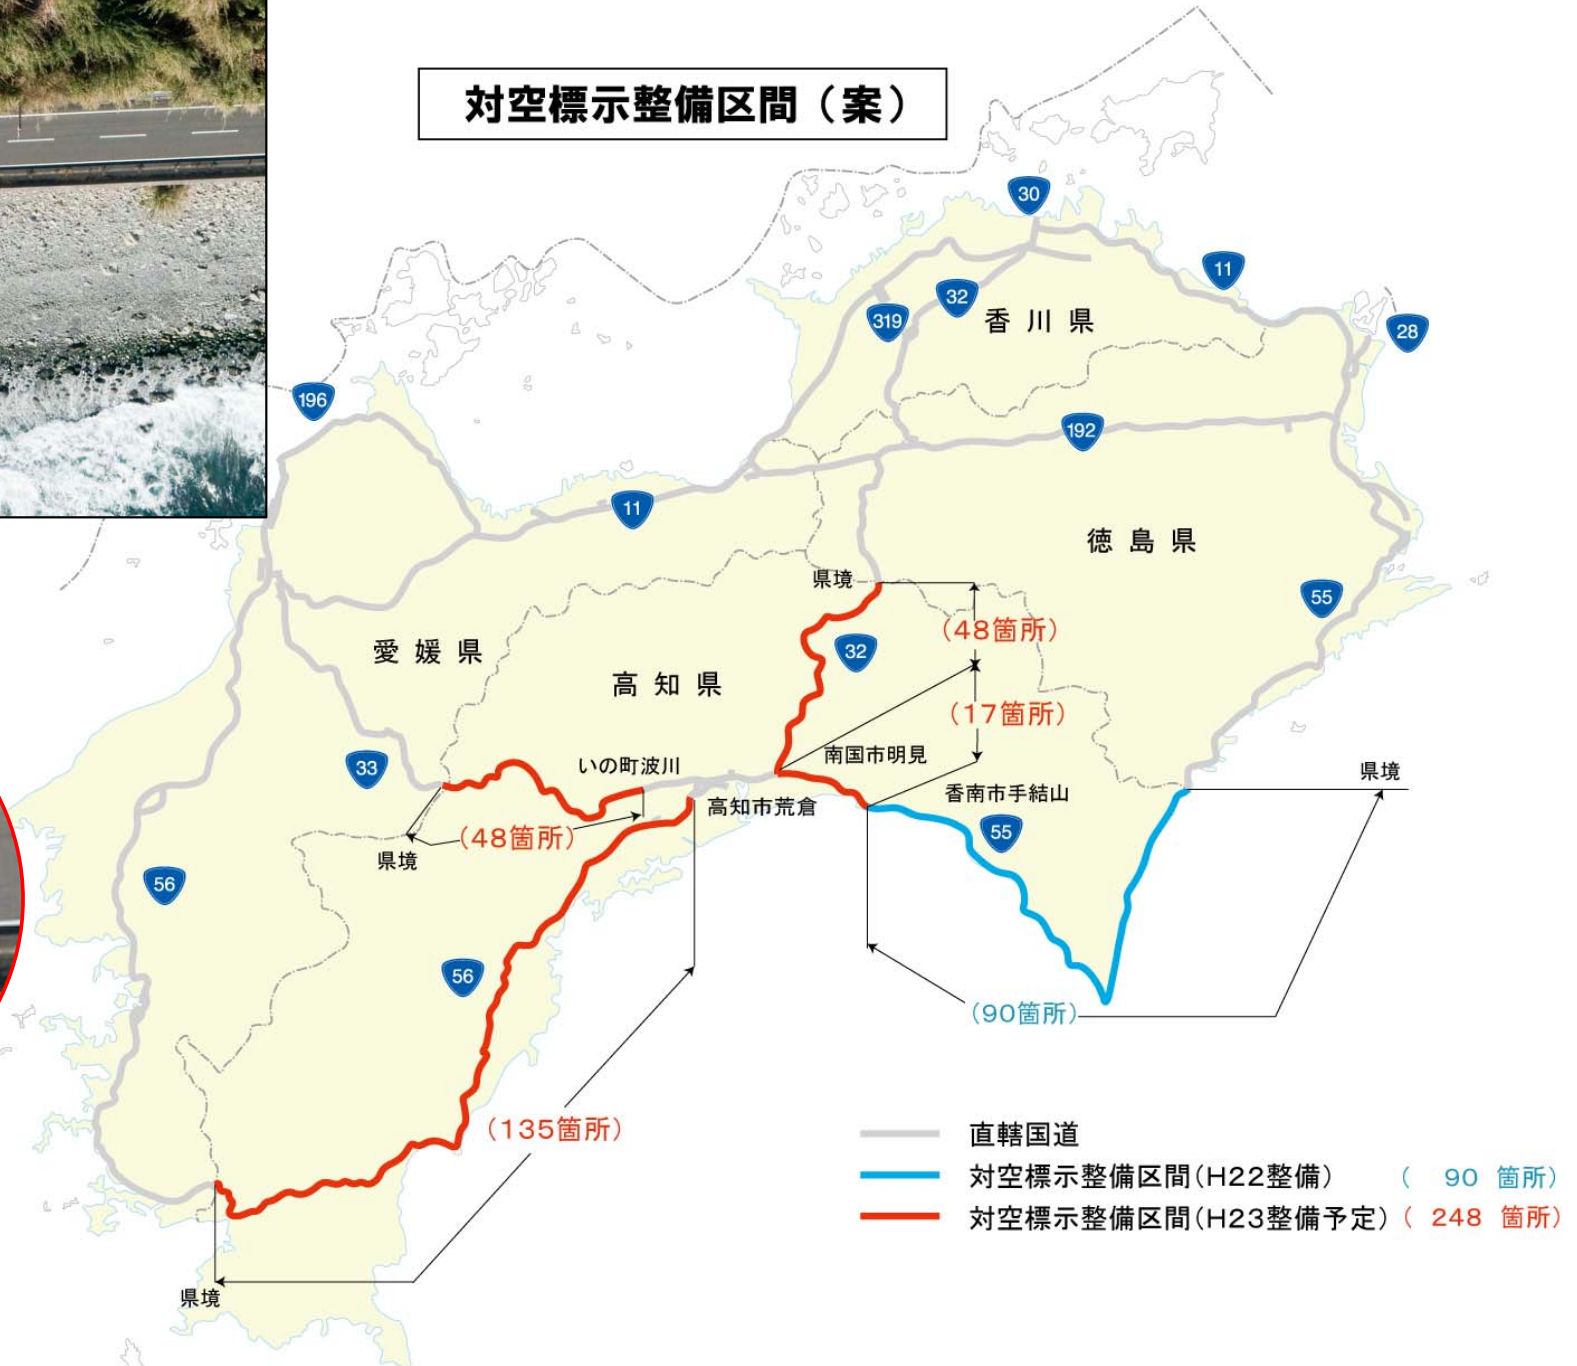 対空標示整備区間（案）
30
11
32
319
香川県
28
196
192
11
徳島県
県境
55
(48箇所)
愛媛県
32
高知県
(17箇所)
南国市明見
いの町波川
33
県境
香南市手結山
高知市荒倉
55
(48箇所)
県境
56
56
(90箇所)
(135箇所)
直轄国道
対空標示整備区間(H22整備) ( 90 箇所)
対空標示整備区間(H23整備予定) ( 248 箇所)
県境